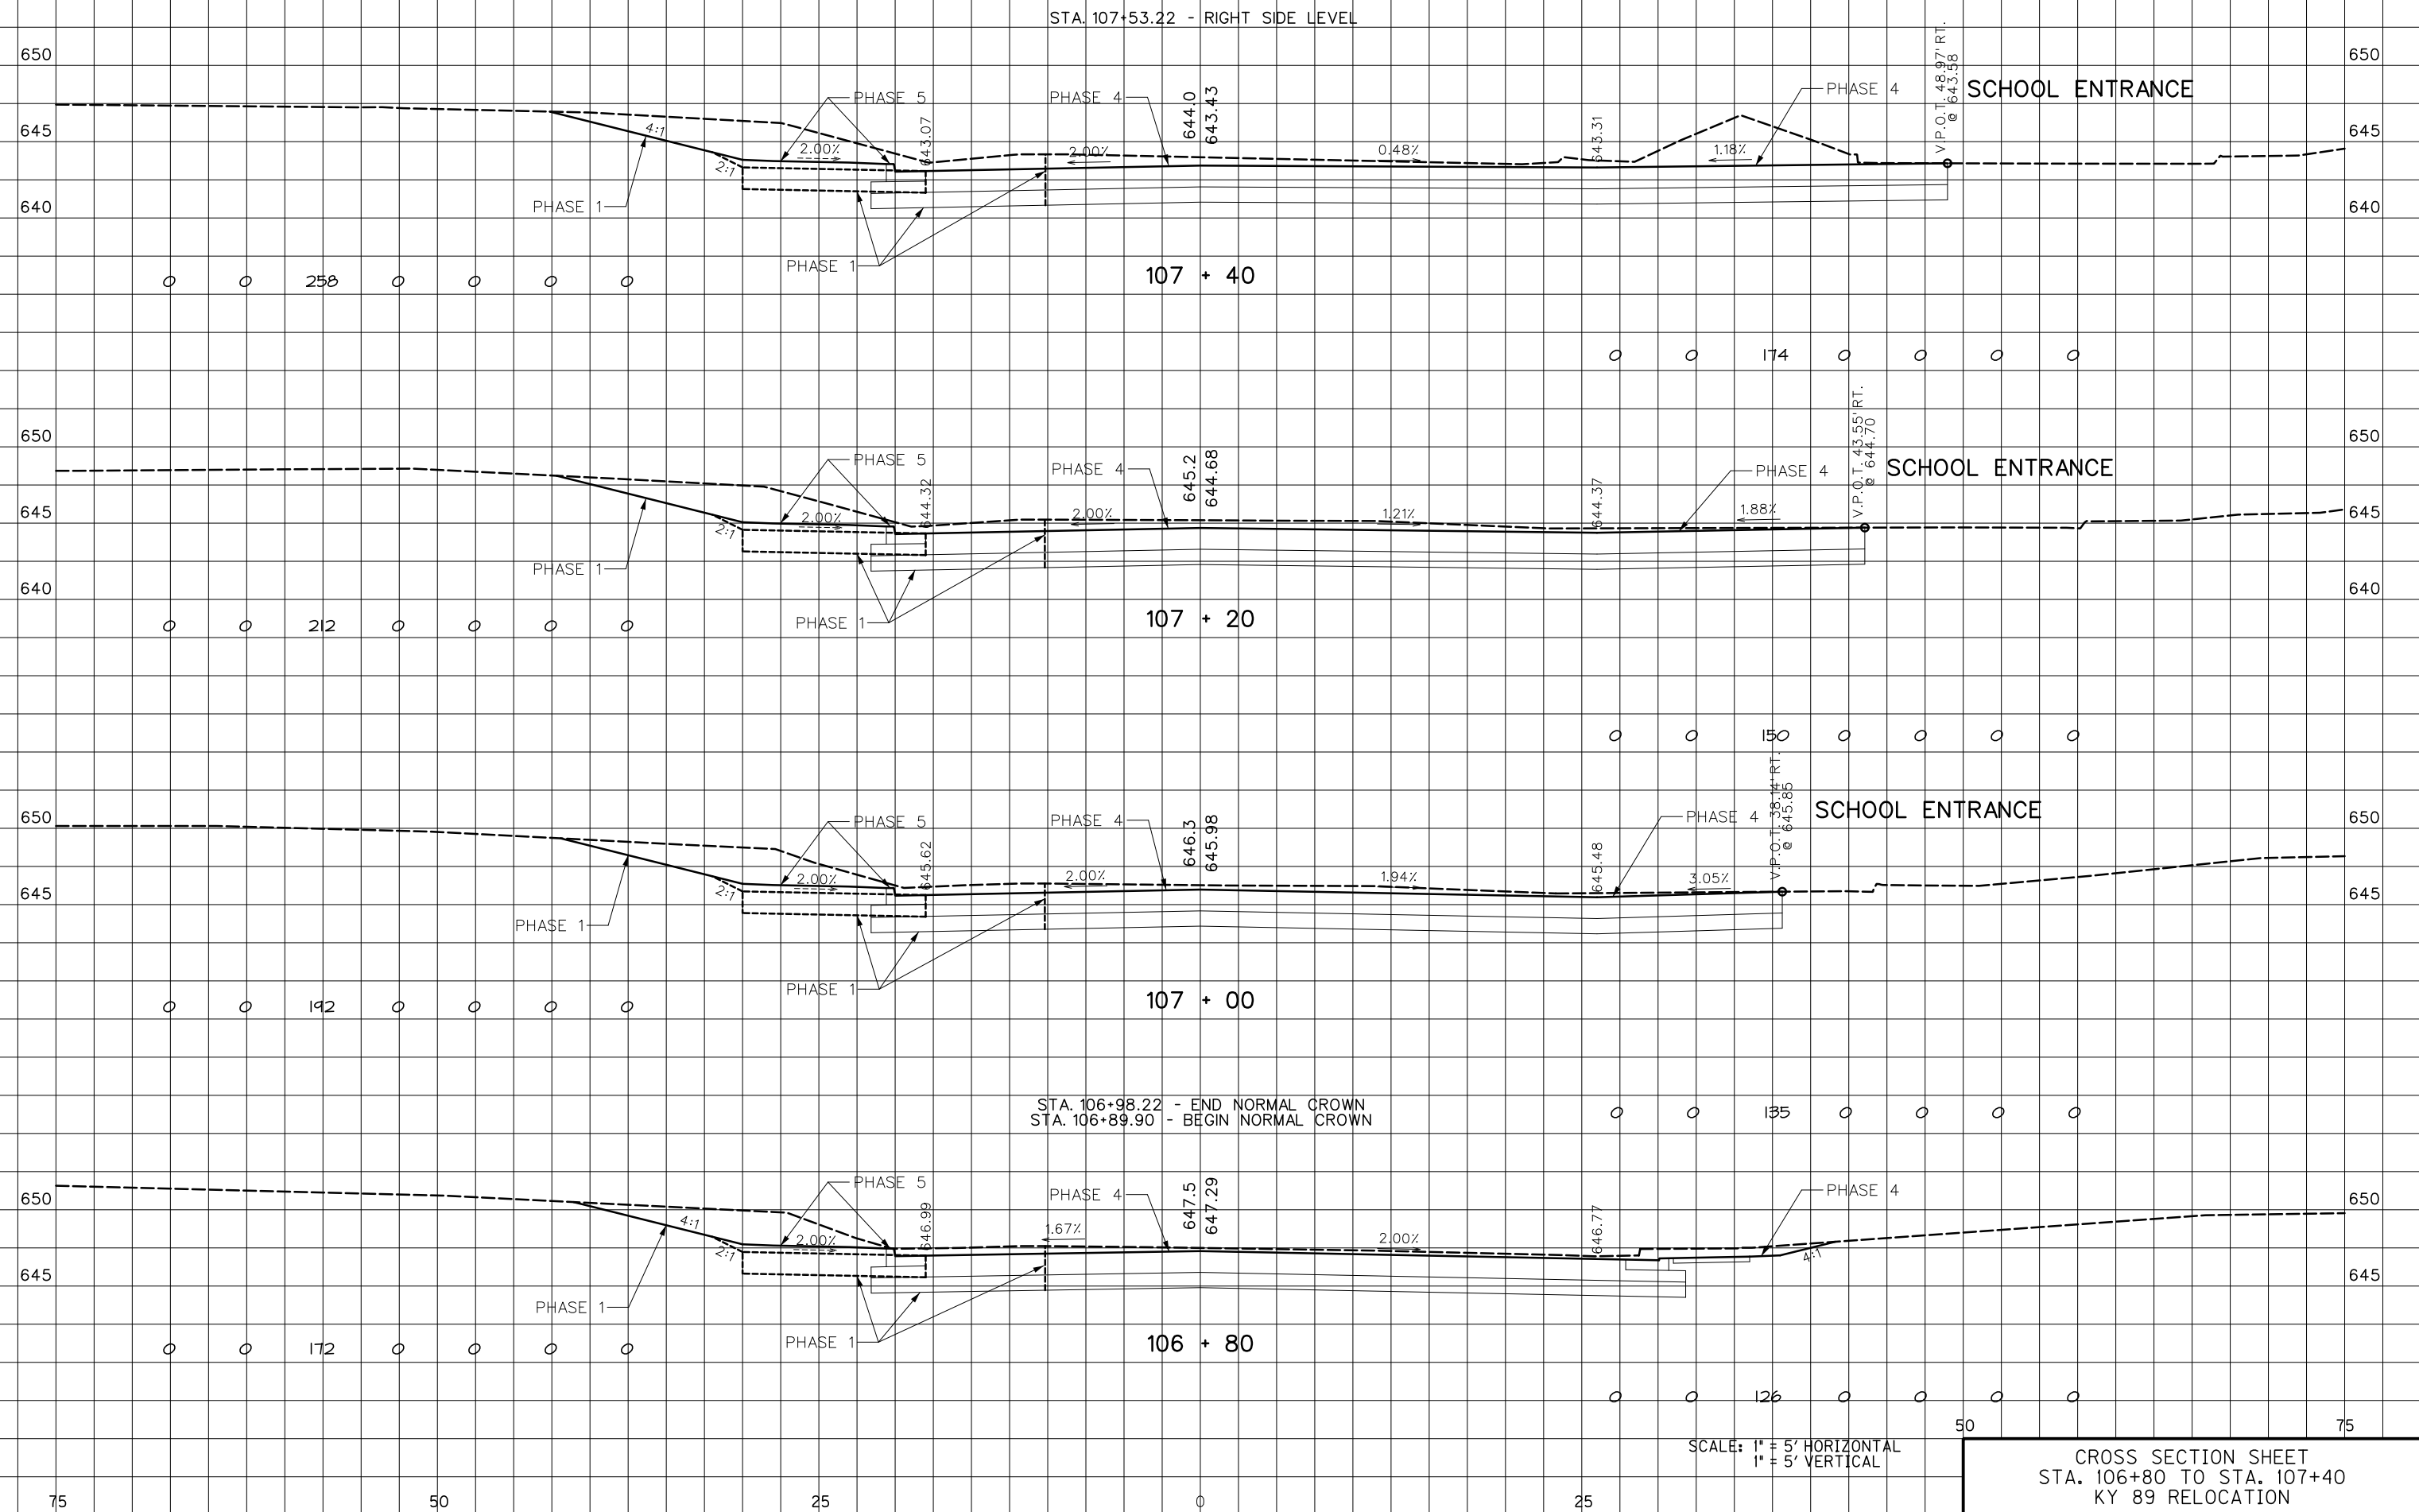 STA. 107+53.22 - RIGHT SIDE LEVEL
650 650
645 645
640 640
PHASE 5
PHASE 4
644.0
643.43
643.07
643.31
PHASE 4
V.P.O.T. 48.97' RT.
@ 643.58
SCHOOL ENTRANCE
4:1
2:1
2.00%
2.00%
0.48%
1.18%
PHASE 1
PHASE 1
107 + 40
0 0 258 0 0 0 0
0 0 174 0 0 0 0
650 650
645 645
640 640
PHASE 5
PHASE 4
645.2
644.68
644.32
644.37
PHASE 4
V.P.O.T. 43.55' RT.
@ 644.70
SCHOOL ENTRANCE
2:1
2.00%
2.00%
1.21%
1.88%
PHASE 1
PHASE 1
107 + 20
0 0 212 0 0 0 0
0 0 150 0 0 0 0
650 650
645 645
PHASE 5
PHASE 4
646.3
645.98
645.62
645.48
PHASE 4
V.P.O.T. 38.14' RT.
@ 645.85
SCHOOL ENTRANCE
2:1
2.00%
2.00%
1.94%
3.05%
PHASE 1
PHASE 1
107 + 00
0 0 192 0 0 0 0
STA. 106+98.22 - END NORMAL CROWN
STA. 106+89.90 - BEGIN NORMAL CROWN
0 0 135 0 0 0 0
650 650
645 645
PHASE 5
PHASE 4
647.5
647.29
646.99
646.77
PHASE 4
4:1
2:1
2.00%
1.67%
2.00%
4:1
PHASE 1
PHASE 1
106 + 80
0 0 172 0 0 0 0
0 0 126 0 0 0 0
50 75
SCALE: 1" = 5' HORIZONTAL
1" = 5' VERTICAL
CROSS SECTION SHEET
STA. 106+80 TO STA. 107+40
KY 89 RELOCATION
75 50 25 0 25